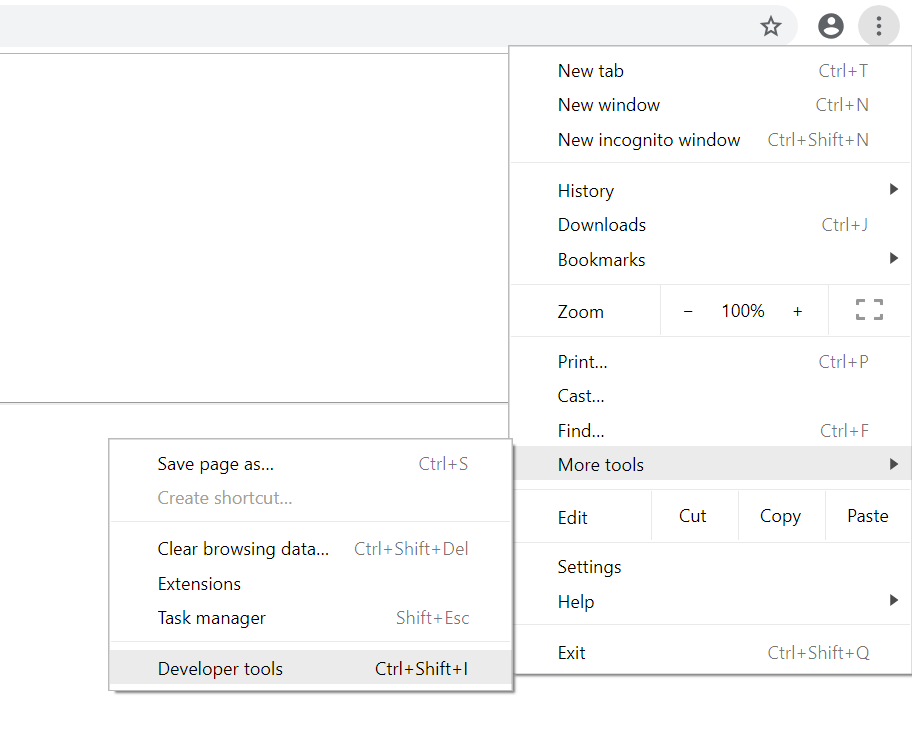 New tab Ctrl+T
New window Ctrl+N
New incognito window Ctrl+Shift+N
History
Downloads Ctrl+J
Bookmarks
Zoom - 100% +
Print... Ctrl+P
Cast...
Find... Ctrl+F
More tools
Edit Cut Copy Paste
Settings
Help
Exit Ctrl+Shift+Q
Save page as... Ctrl+S
Create shortcut...
Clear browsing data... Ctrl+Shift+Del
Extensions
Task manager Shift+Esc
Developer tools Ctrl+Shift+I